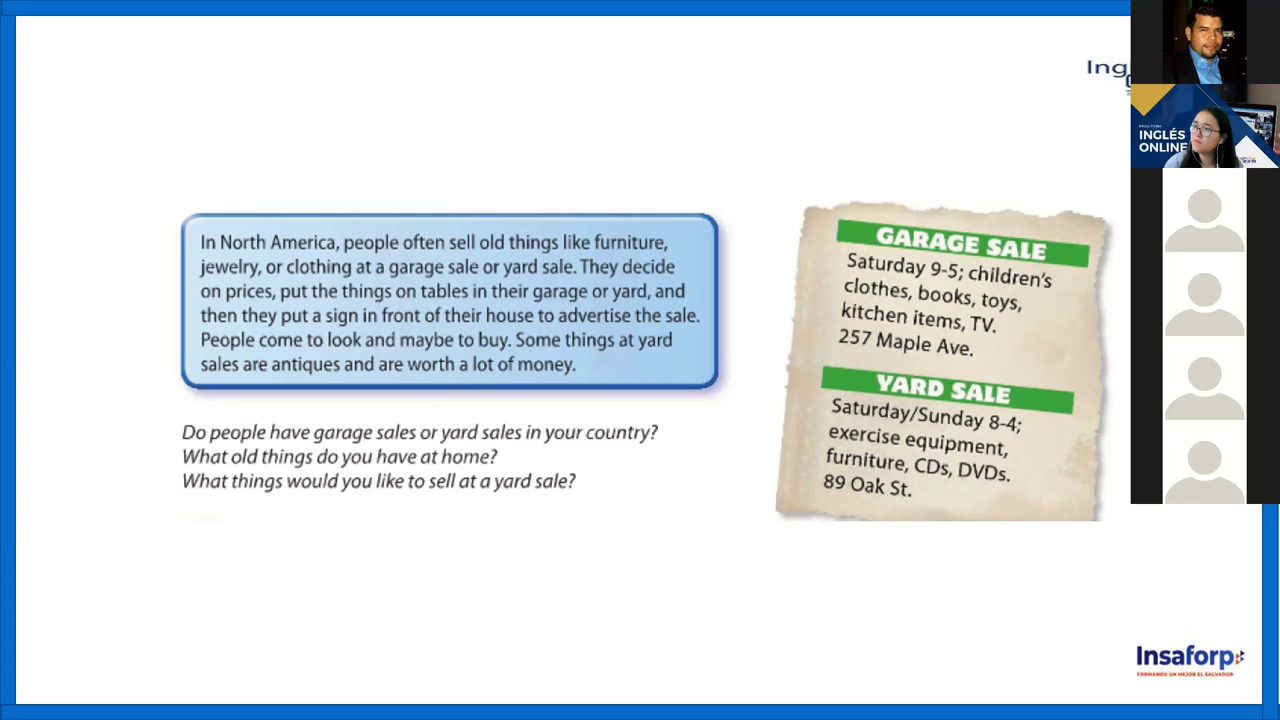 Ing
INGLÉS
ONLINE
In North America, people often sell old things like furniture,
jewelry, or clothing at a garage sale or yard sale. They decide
on prices, put the things on tables in their garage or yard, and
then they put a sign in front of their house to advertise the sale.
People come to look and maybe to buy. Some things at yard
sales are antiques and are worth a lot of money.
Do people have garage sales or yard sales in your country?
What old things do you have at home?
What things would you like to sell at a yard sale?
GARAGE SALE
Saturday 9-5; children's
clothes, books, toys,
kitchen items, TV.
257 Maple Ave.
YARD SALE
Saturday/Sunday 8-4;
exercise equipment,
furniture, CDs, DVDs.
89 Oak St.
Insaforp
FORMANDO UN MEJOR EL SALVADOR